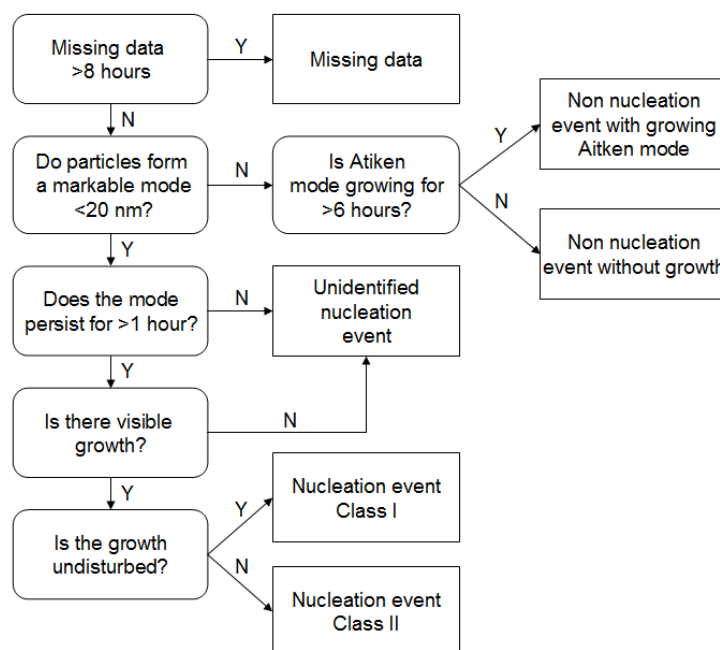 Missing data
>8 hours
Y
Missing data
N
Do particles form
a markable mode
<20 nm?
N
Is Atiken
mode growing for
>6 hours?
Y
Non nucleation
event with growing
Aitken mode
N
Non nucleation
event without growth
Y
Does the mode
persist for >1 hour?
N
Unidentified
nucleation
event
Y
Is there visible
growth?
N
Y
Is the growth
undisturbed?
Y
Nucleation event
Class I
N
Nucleation event
Class II